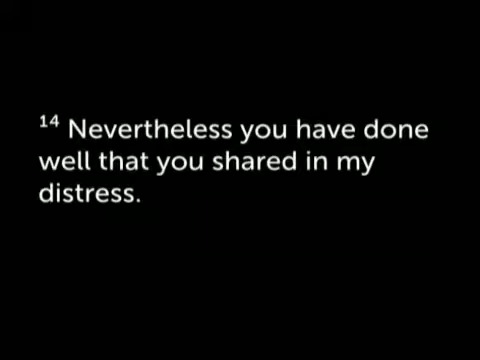 ¹⁴ Nevertheless you have done
well that you shared in my
distress.